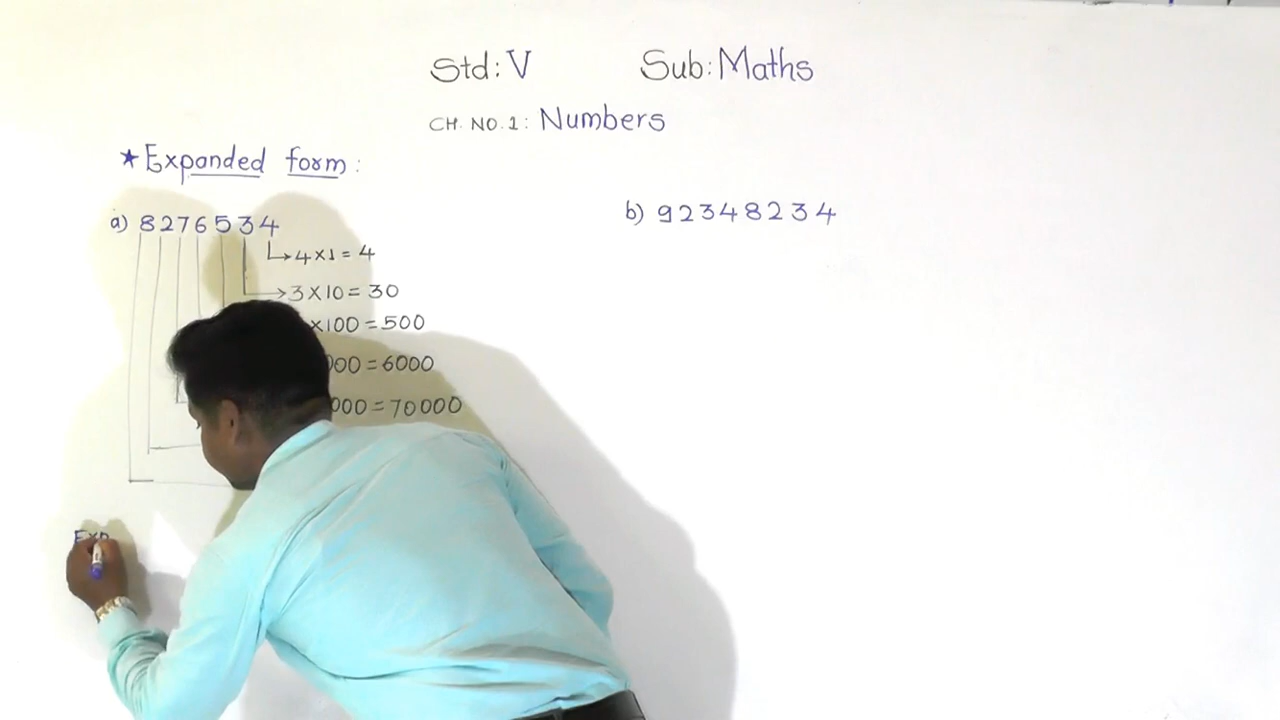 Std: V Sub: Maths
CH. NO. 1: Numbers
★ Expanded form:
a) 8276534
4×1 = 4
3×10 = 30
×100 = 500
000 = 6000
000 = 70000
Exp
b) 92348234